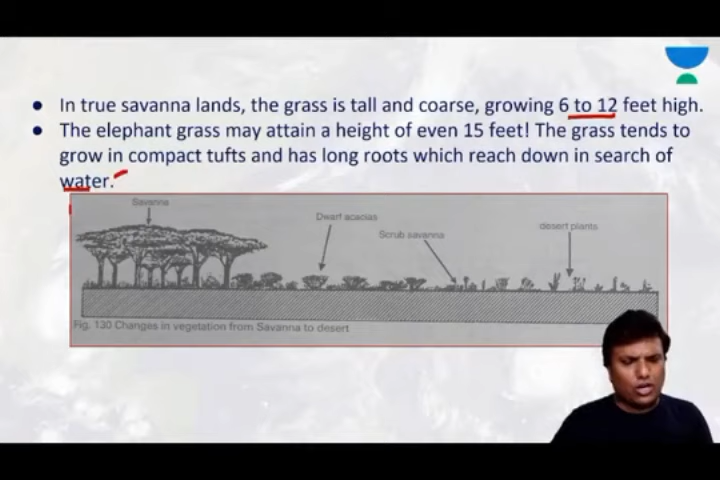 ● In true savanna lands, the grass is tall and coarse, growing 6 to 12 feet high.
● The elephant grass may attain a height of even 15 feet! The grass tends to
grow in compact tufts and has long roots which reach down in search of
water.
Savanna
Dwarf acacias
Scrub savanna
desert plants
Fig. 130 Changes in vegetation from Savanna to desert